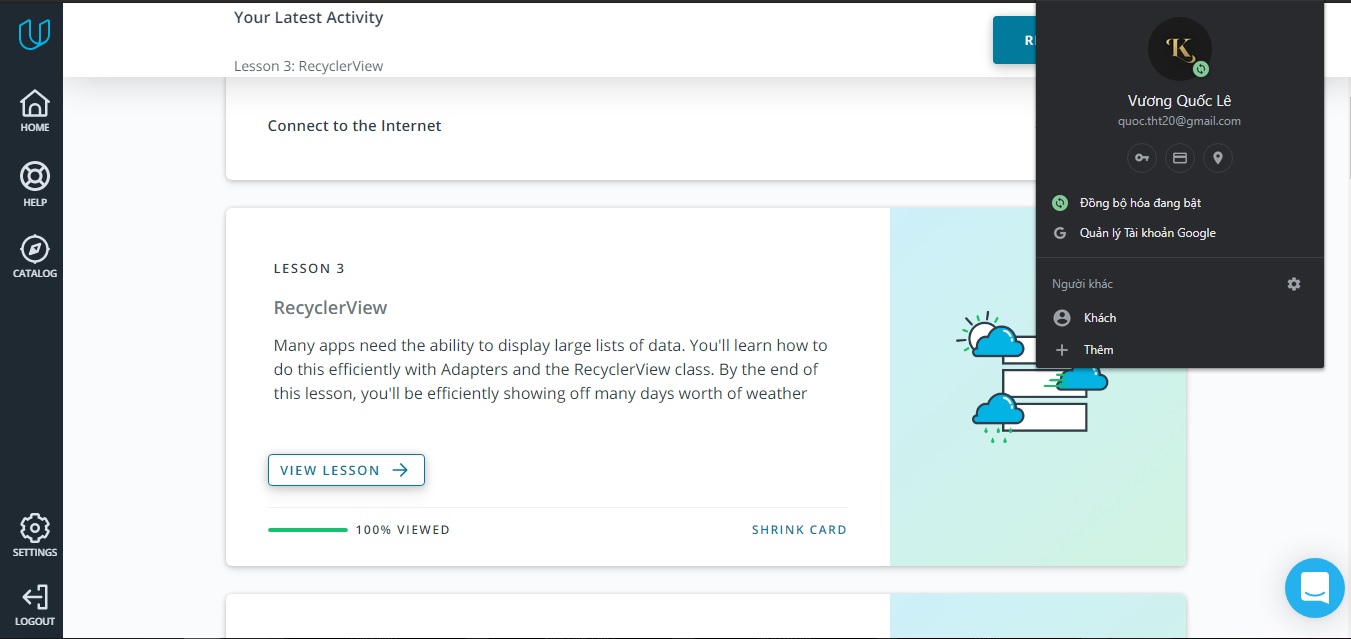 Your Latest Activity
Lesson 3: RecyclerView
HOME
HELP
CATALOG
SETTINGS
LOGOUT
Connect to the Internet
LESSON 3
RecyclerView
Many apps need the ability to display large lists of data. You'll learn how to
do this efficiently with Adapters and the RecyclerView class. By the end of
this lesson, you'll be efficiently showing off many days worth of weather
VIEW LESSON
100% VIEWED
SHRINK CARD
K
Vương Quốc Lê
quoc.tht20@gmail.com
Đồng bộ hóa đang bật
G Quản lý Tài khoản Google
Người khác
Khách
Thêm